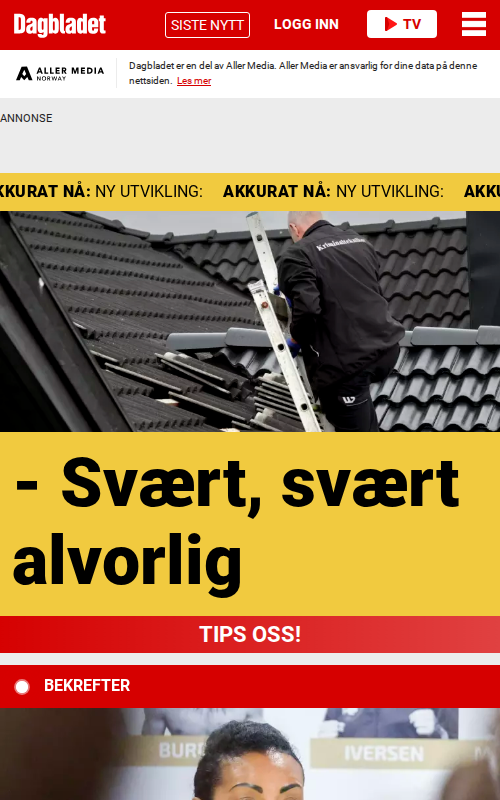 Dagbladet
SISTE NYTT
LOGG INN
TV
ALLER MEDIA
NORWAY
Dagbladet er en del av Aller Media. Aller Media er ansvarlig for dine data på denne
nettsiden. Les mer
ANNONSE
KKURAT NÅ: NY UTVIKLING: AKKURAT NÅ: NY UTVIKLING: AKKU
- Svært, svært
alvorlig
TIPS OSS!
BEKREFTER
IVERSEN